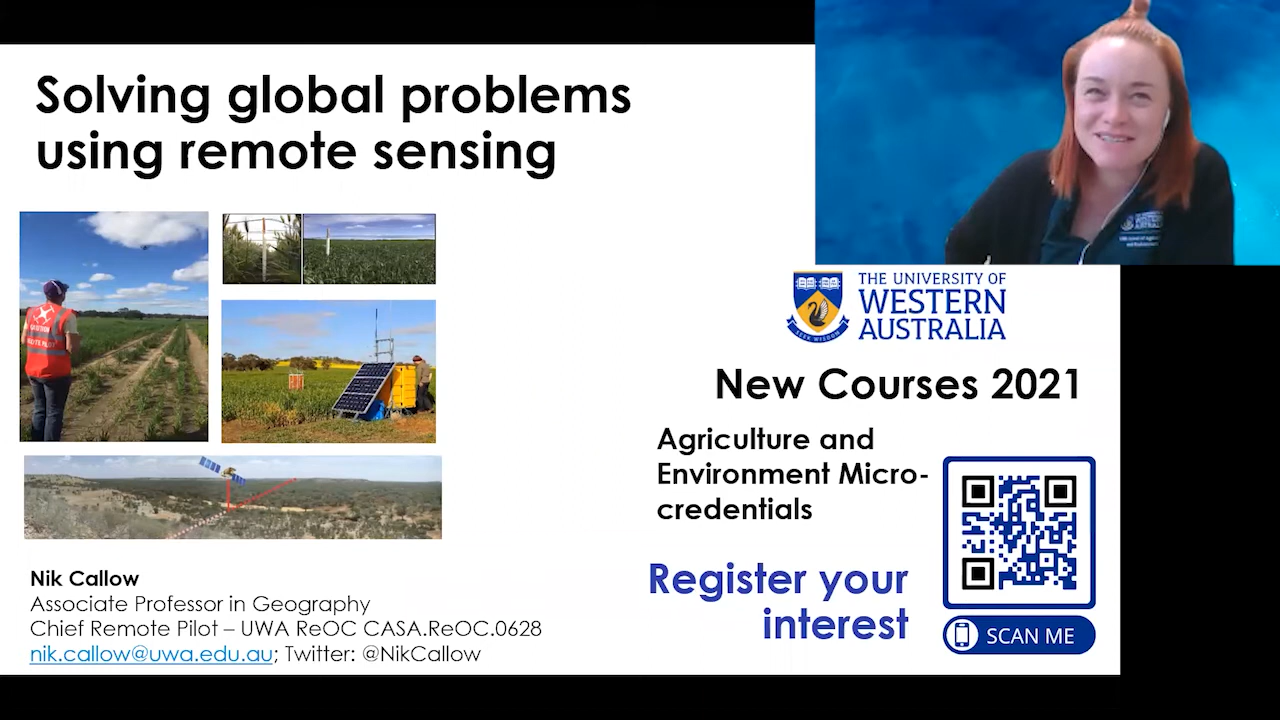 Solving global problems
using remote sensing
THE UNIVERSITY OF
WESTERN
AUSTRALIA
SEEK WISDOM
New Courses 2021
Agriculture and
Environment Micro-
credentials
Register your
interest
SCAN ME
Nik Callow
Associate Professor in Geography
Chief Remote Pilot – UWA ReOC CASA.ReOC.0628
nik.callow@uwa.edu.au; Twitter: @NikCallow